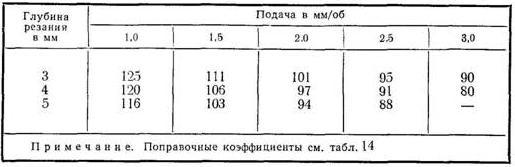 Глубина резания в мм Подача в мм/об
1,0 1,5 2,0 2,5 3,0
3 125 111 101 95 90
4 120 106 97 91 80
5 116 103 94 88 —
Примечание. Поправочные коэффициенты см. табл. 14